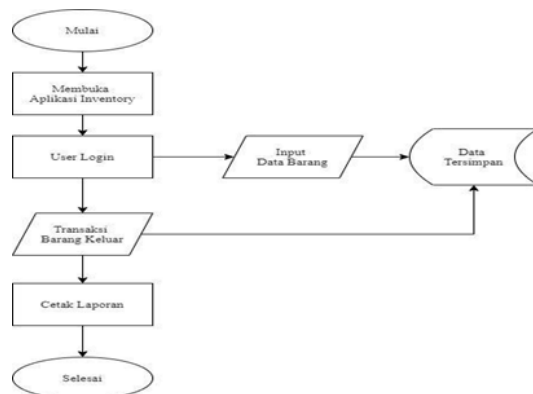 Mulai
Membuka
Aplikasi Inventory
User Login
Input
Data Barang
Data
Tersimpan
Transaksi
Barang Keluar
Cetak Laporan
Selesai